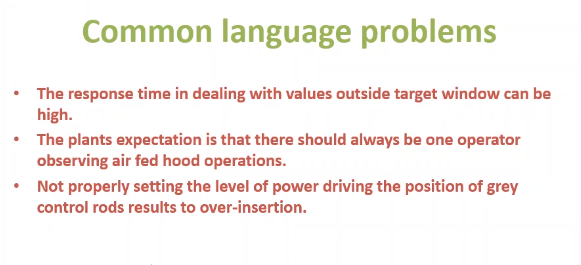 Common language problems
• The response time in dealing with values outside target window can be
high.
• The plants expectation is that there should always be one operator
observing air fed hood operations.
• Not properly setting the level of power driving the position of grey
control rods results to over-insertion.